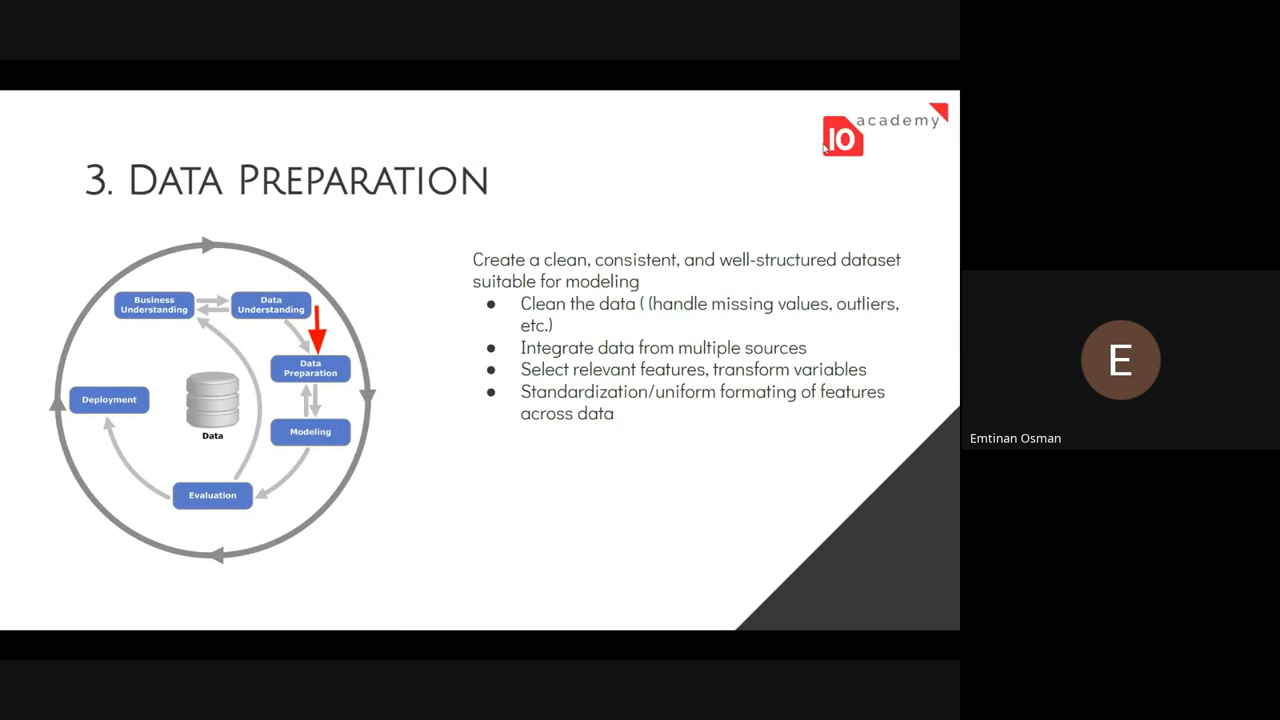 academy
10
3. DATA PREPARATION
Create a clean, consistent, and well-structured dataset
suitable for modeling
● Clean the data ( (handle missing values, outliers,
etc.)
● Integrate data from multiple sources
● Select relevant features, transform variables
● Standardization/uniform formating of features
across data
Business
Understanding
Data
Understanding
Data
Preparation
Modeling
Evaluation
Deployment
Data
E
Emtinan Osman